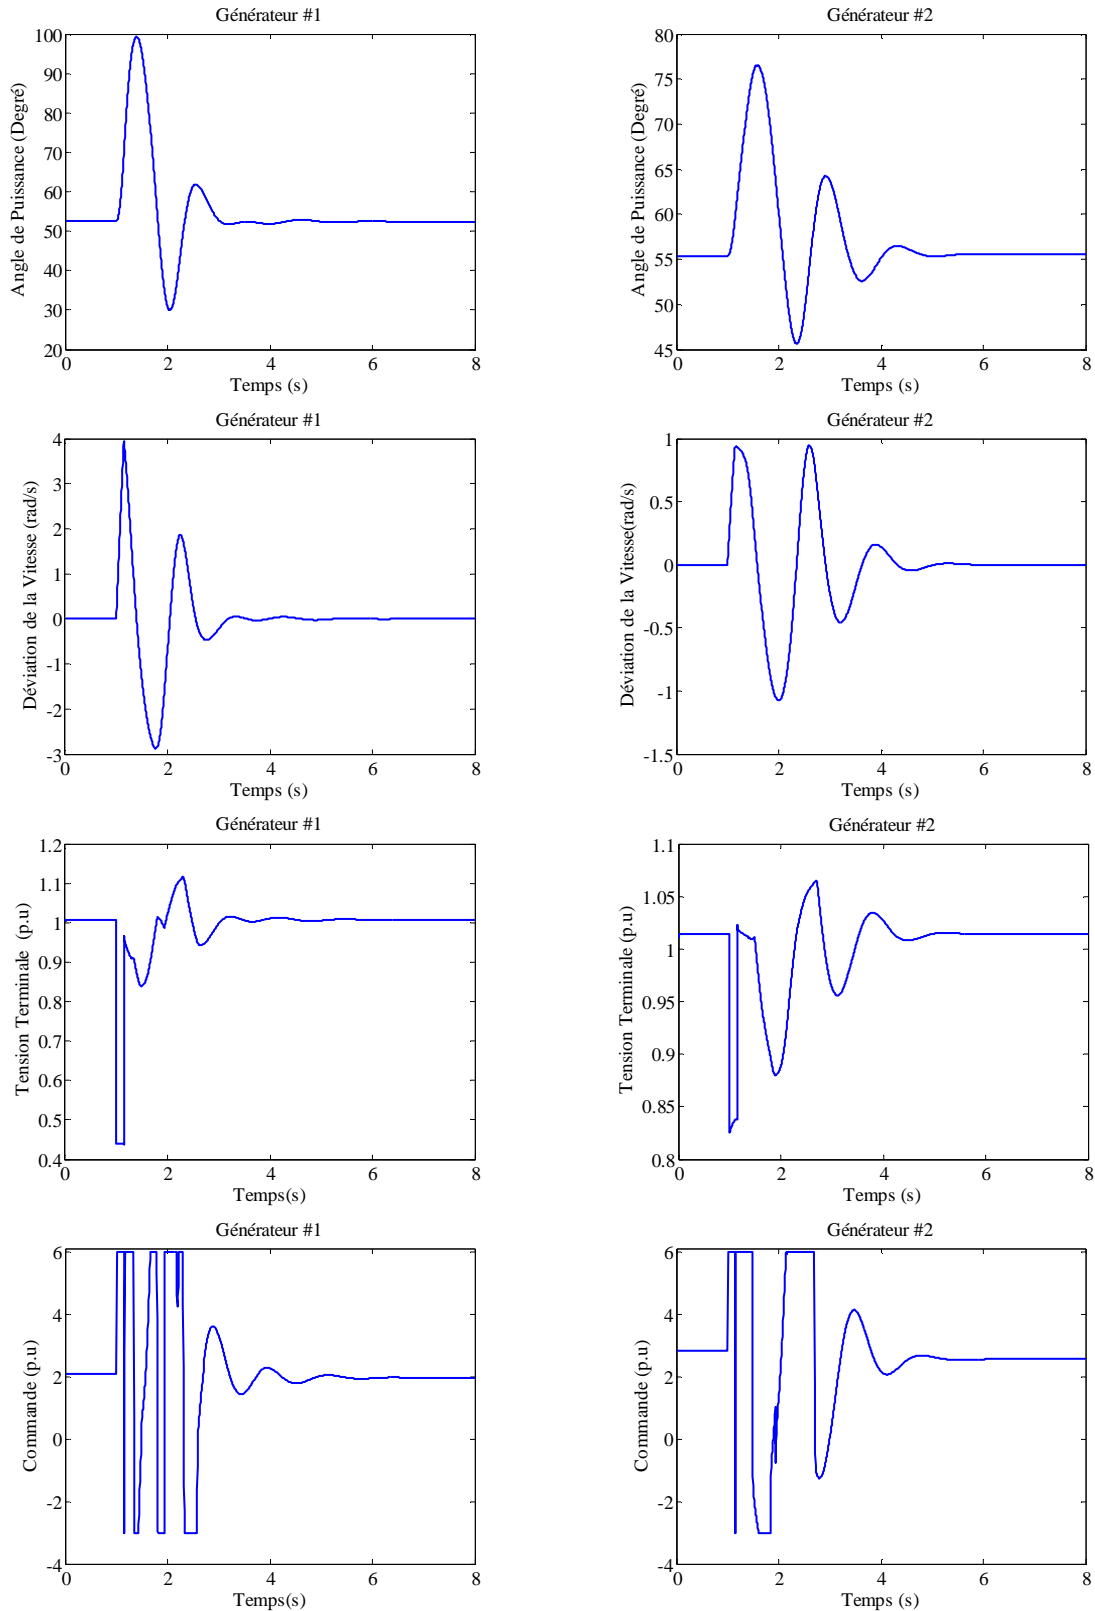 Générateur #1
Générateur #2
Angle de Puissance (Degré)
100
90
80
70
60
50
40
30
20
0 2 4 6 8
Temps (s)
Angle de Puissance (Degré)
80
75
70
65
60
55
50
45
0 2 4 6 8
Temps (s)
Générateur #1
Générateur #2
Déviation de la Vitesse (rad/s)
4
3
2
1
0
-1
-2
-3
0 2 4 6 8
Temps (s)
Déviation de la Vitesse(rad/s)
1
0.5
0
-0.5
-1
-1.5
0 2 4 6 8
Temps (s)
Générateur #1
Générateur #2
Tension Terminale (p.u)
1.2
1.1
1
0.9
0.8
0.7
0.6
0.5
0.4
0 2 4 6 8
Temps(s)
Tension Terminale (p.u)
1.1
1.05
1
0.95
0.9
0.85
0.8
0 2 4 6 8
Temps (s)
Générateur #1
Générateur #2
Commande (p.u)
6
4
2
0
-2
-4
0 2 4 6 8
Temps(s)
Commande (p.u)
6
4
2
0
-2
-4
0 2 4 6 8
Temps (s)